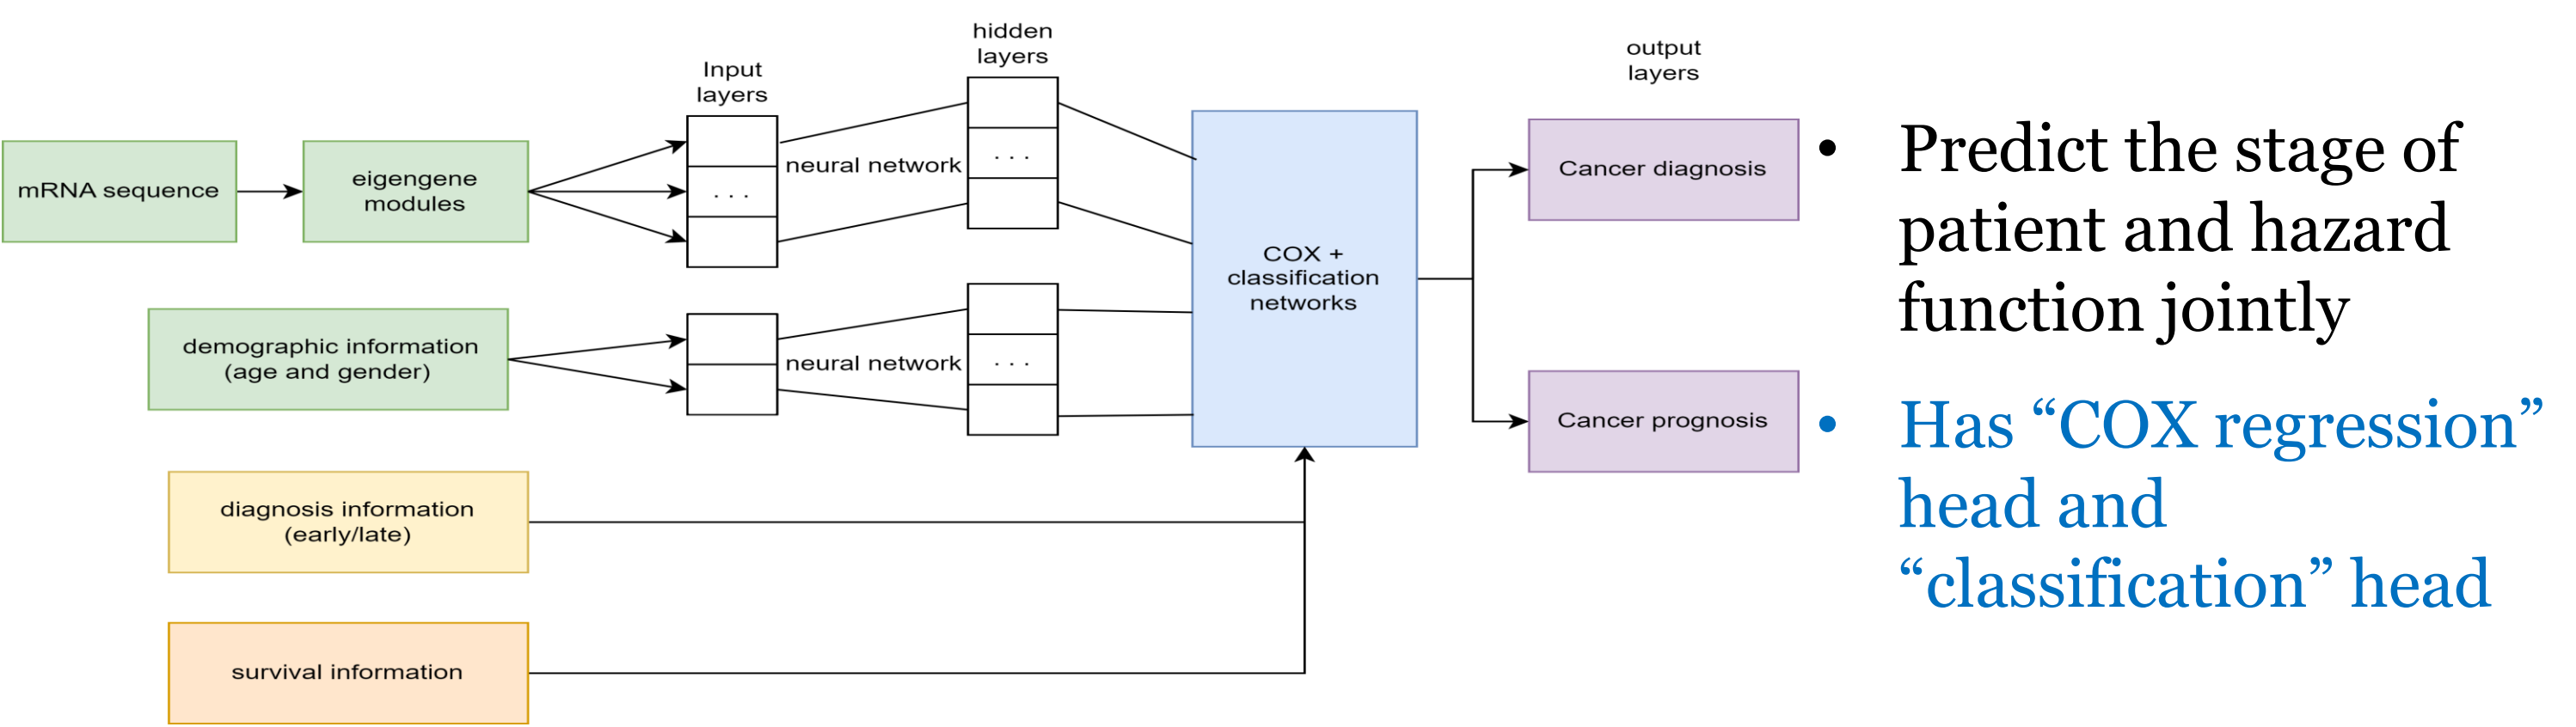 mRNA sequence
eigengene
modules
Input
layers
. . .
neural network
hidden
layers
. . .
demographic information
(age and gender)
neural network
. . .
diagnosis information
(early/late)
survival information
COX +
classification
networks
output
layers
Cancer diagnosis
Cancer prognosis
• Predict the stage of
patient and hazard
function jointly
• Has “COX regression”
head and
“classification” head